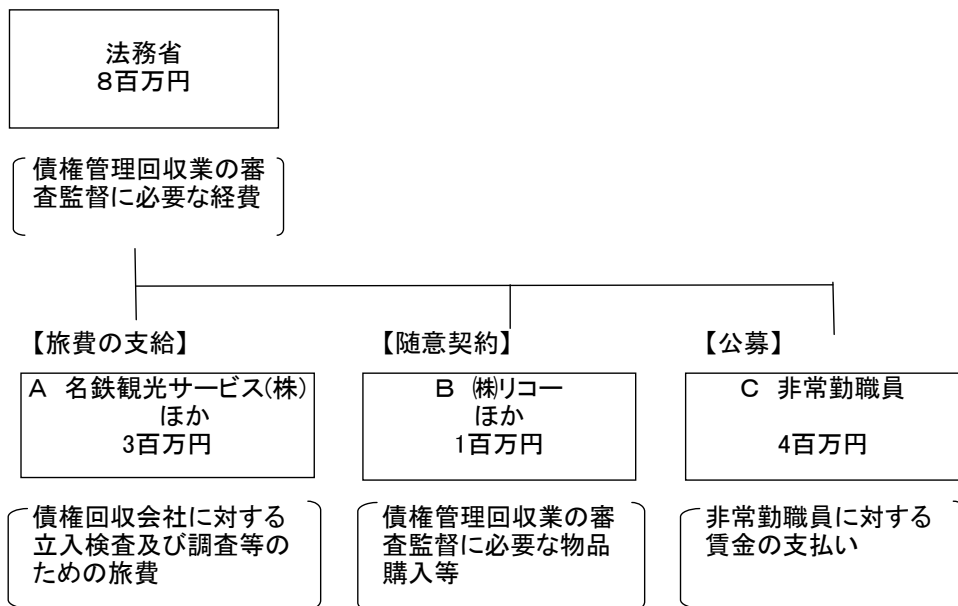 法務省
８百万円
債権管理回収業の審
査監督に必要な経費
【旅費の支給】
【随意契約】
【公募】
Ａ 名鉄観光サービス(株)
ほか
3百万円
Ｂ ㈱リコー
ほか
1百万円
Ｃ 非常勤職員
4百万円
債権回収会社に対する
立入検査及び調査等の
ための旅費
債権管理回収業の審
査監督に必要な物品
購入等
非常勤職員に対する
賃金の支払い